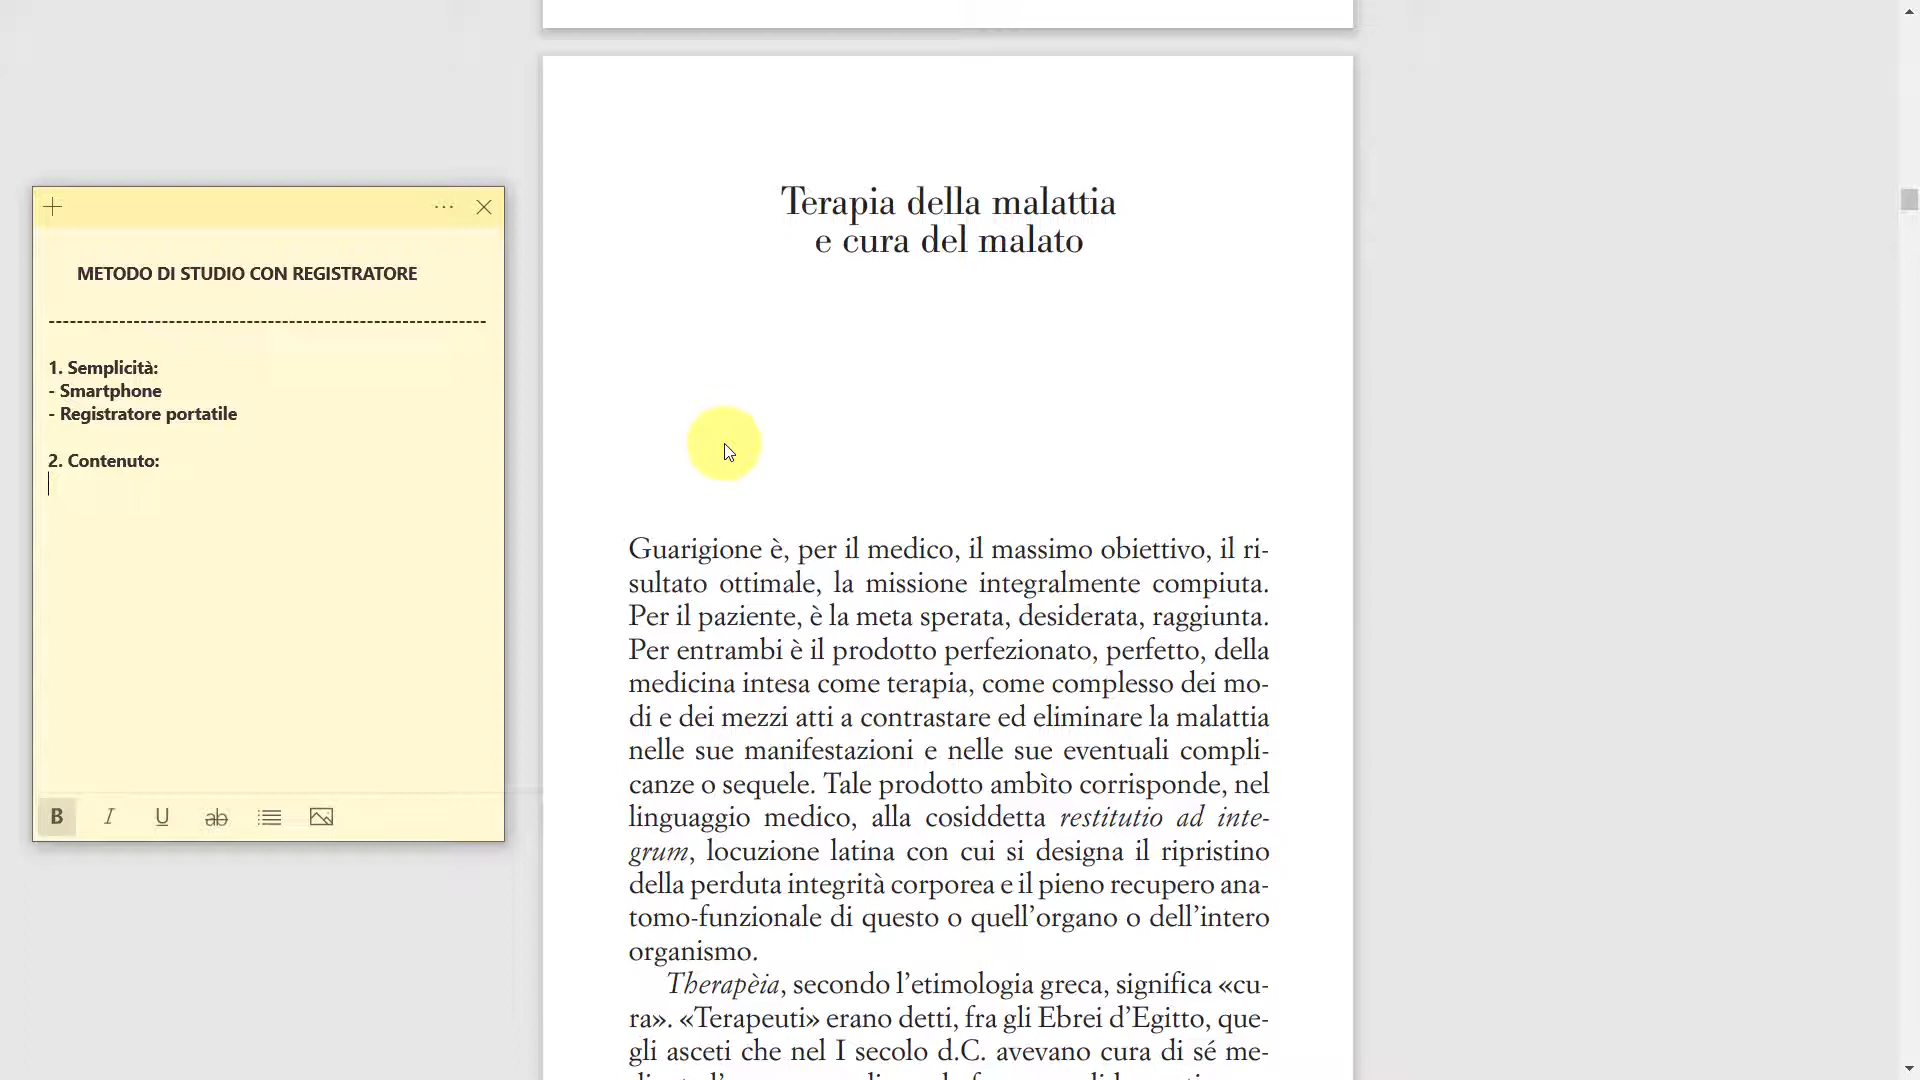 METODO DI STUDIO CON REGISTRATORE
--------------------------------------------------------------
1. Semplicità:
- Smartphone
- Registratore portatile
2. Contenuto:
B I U ab
Terapia della malattia
e cura del malato
Guarigione è, per il medico, il massimo obiettivo, il ri-
sultato ottimale, la missione integralmente compiuta.
Per il paziente, è la meta sperata, desiderata, raggiunta.
Per entrambi è il prodotto perfezionato, perfetto, della
medicina intesa come terapia, come complesso dei mo-
di e dei mezzi atti a contrastare ed eliminare la malattia
nelle sue manifestazioni e nelle sue eventuali compli-
canze o sequele. Tale prodotto ambìto corrisponde, nel
linguaggio medico, alla cosiddetta restitutio ad inte-
grum, locuzione latina con cui si designa il ripristino
della perduta integrità corporea e il pieno recupero ana-
tomo-funzionale di questo o quell'organo o dell'intero
organismo.
Therapèia, secondo l'etimologia greca, significa «cu-
ra». «Terapeuti» erano detti, fra gli Ebrei d'Egitto, que-
gli asceti che nel I secolo d.C. avevano cura di sé me-